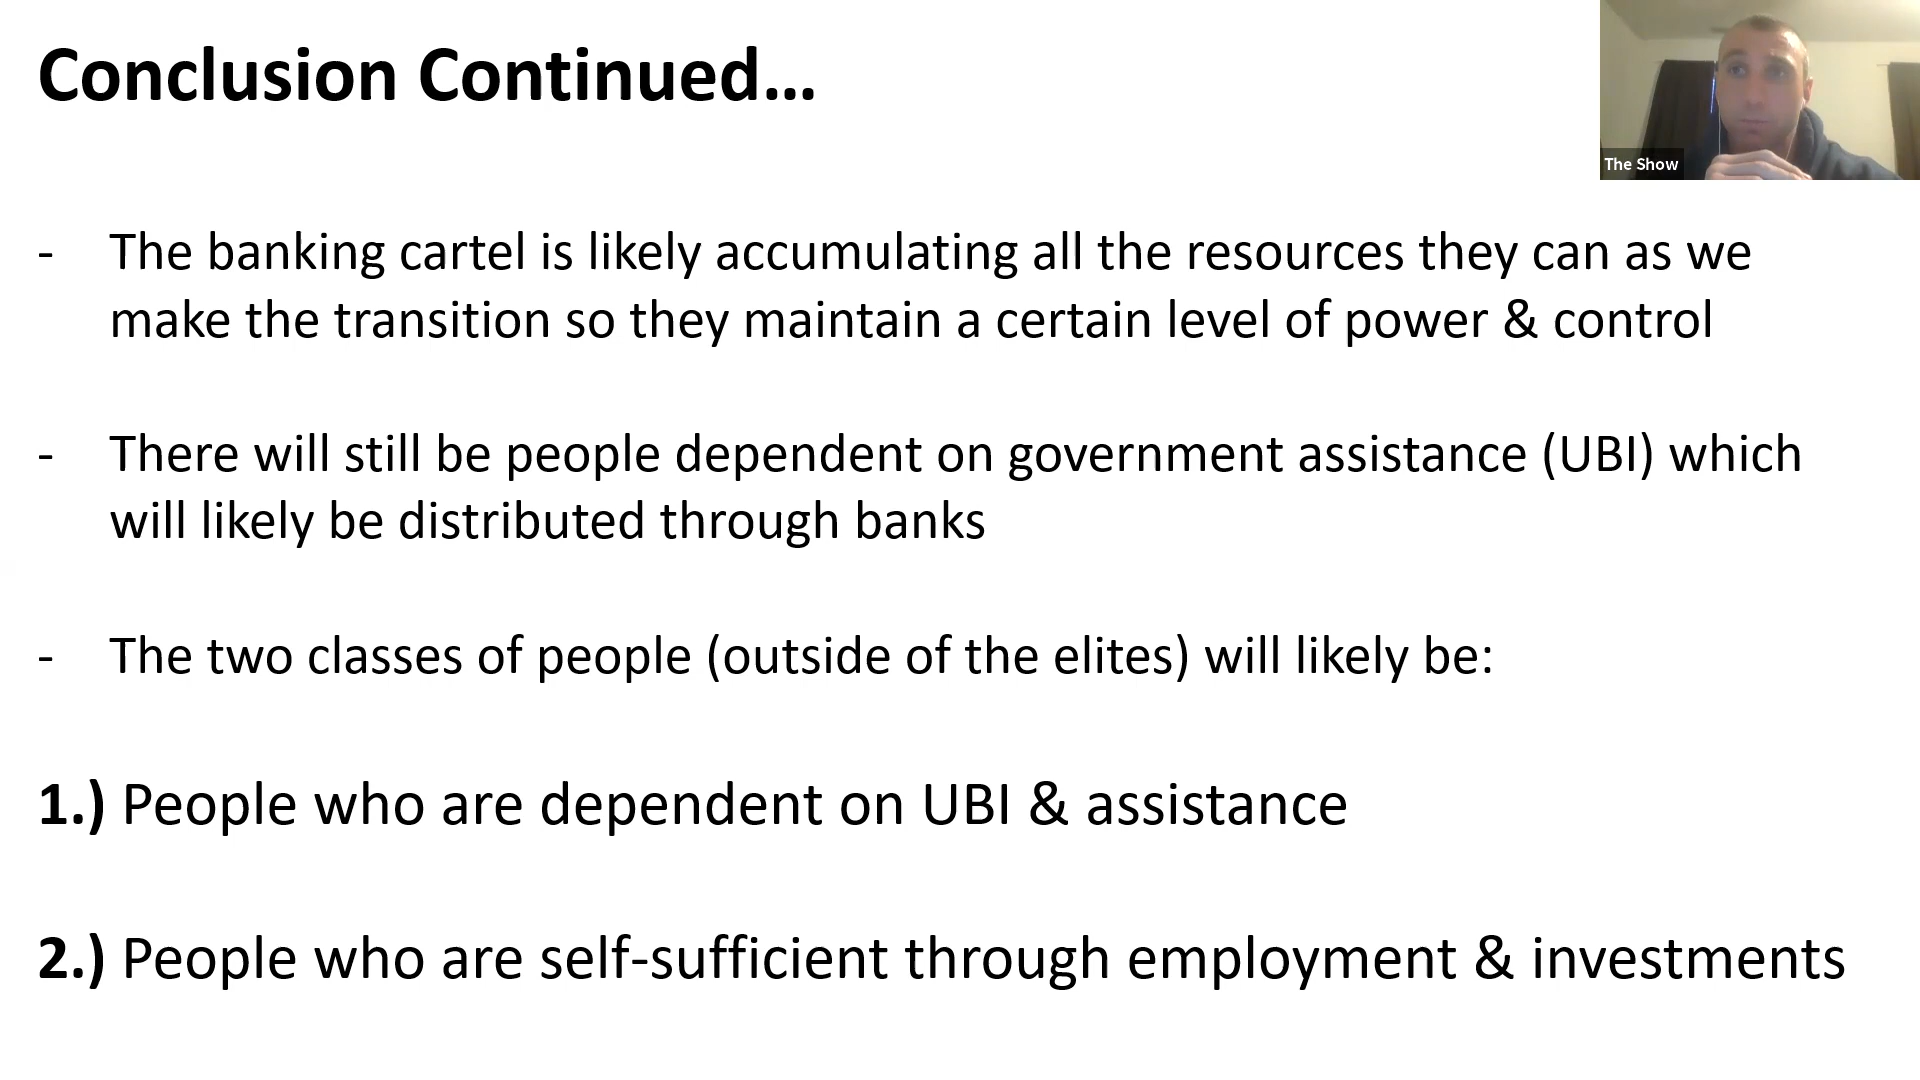 Conclusion Continued...
The Show
- The banking cartel is likely accumulating all the resources they can as we
make the transition so they maintain a certain level of power & control
- There will still be people dependent on government assistance (UBI) which
will likely be distributed through banks
- The two classes of people (outside of the elites) will likely be:
1.) People who are dependent on UBI & assistance
2.) People who are self-sufficient through employment & investments